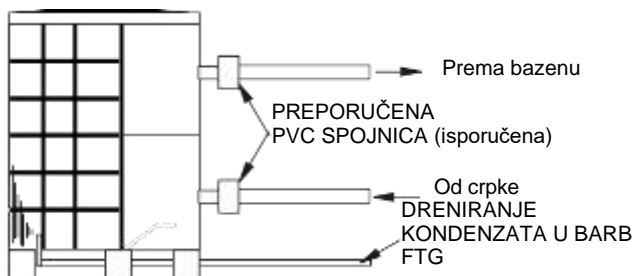 Prema bazenu
PREPORUČENA
PVC SPOJNICA (isporučena)
Od crpke
DRENIRANJE
KONDENZATA U BARB
FTG